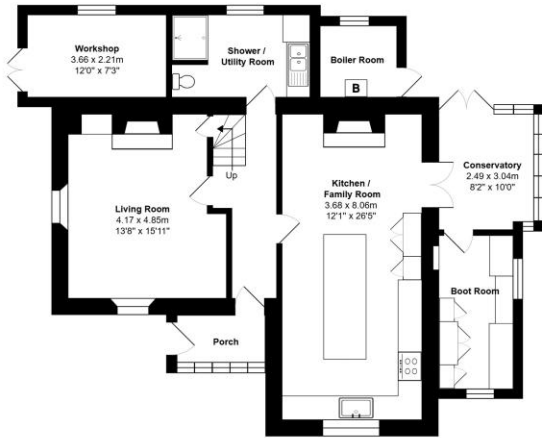 Workshop
3.66 x 2.21m
12'0" x 7'3"
Shower /
Utility Room
Boiler Room
B
Up
Kitchen /
Family Room
3.68 x 8.06m
12'1" x 26'5"
Conservatory
2.49 x 3.04m
8'2" x 10'0"
Living Room
4.17 x 4.85m
13'8" x 15'11"
Boot Room
Porch